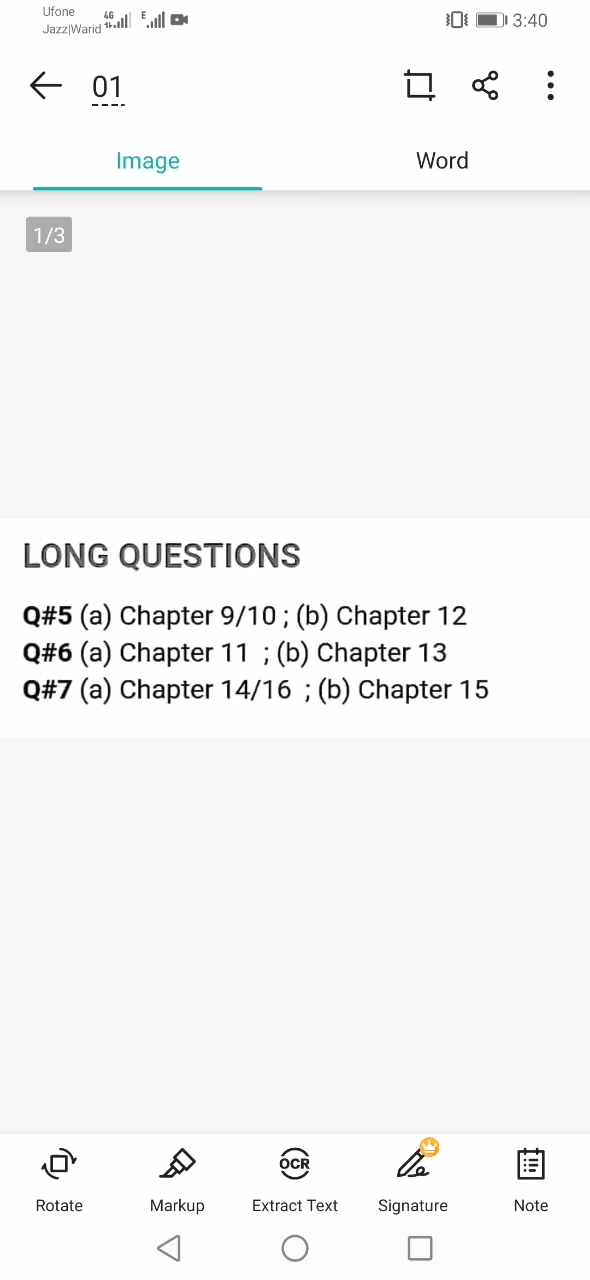 Ufone
Jazz|Warid 4G E 3:40
01
Image Word
1/3
LONG QUESTIONS
Q#5 (a) Chapter 9/10 ; (b) Chapter 12
Q#6 (a) Chapter 11 ; (b) Chapter 13
Q#7 (a) Chapter 14/16 ; (b) Chapter 15
OCR
Rotate Markup Extract Text Signature Note